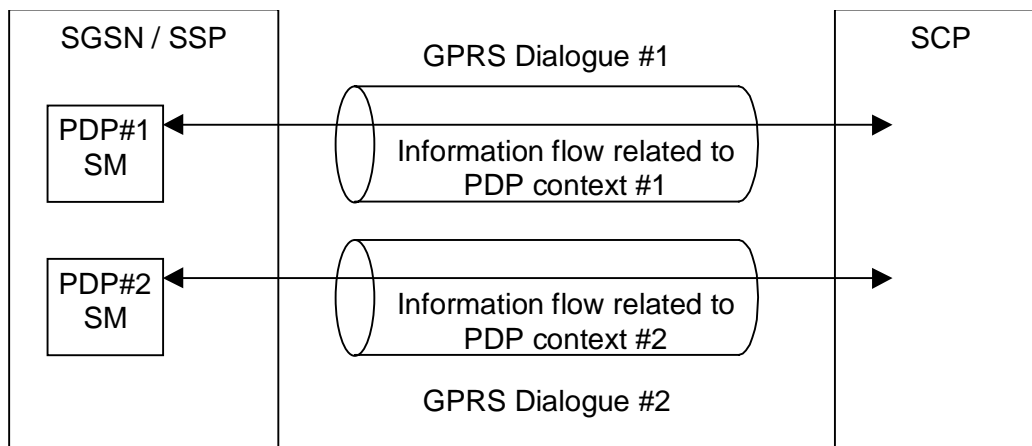 SGSN / SSP
SCP
GPRS Dialogue #1
PDP#1
SM
Information flow related to
PDP context #1
PDP#2
SM
Information flow related to
PDP context #2
GPRS Dialogue #2